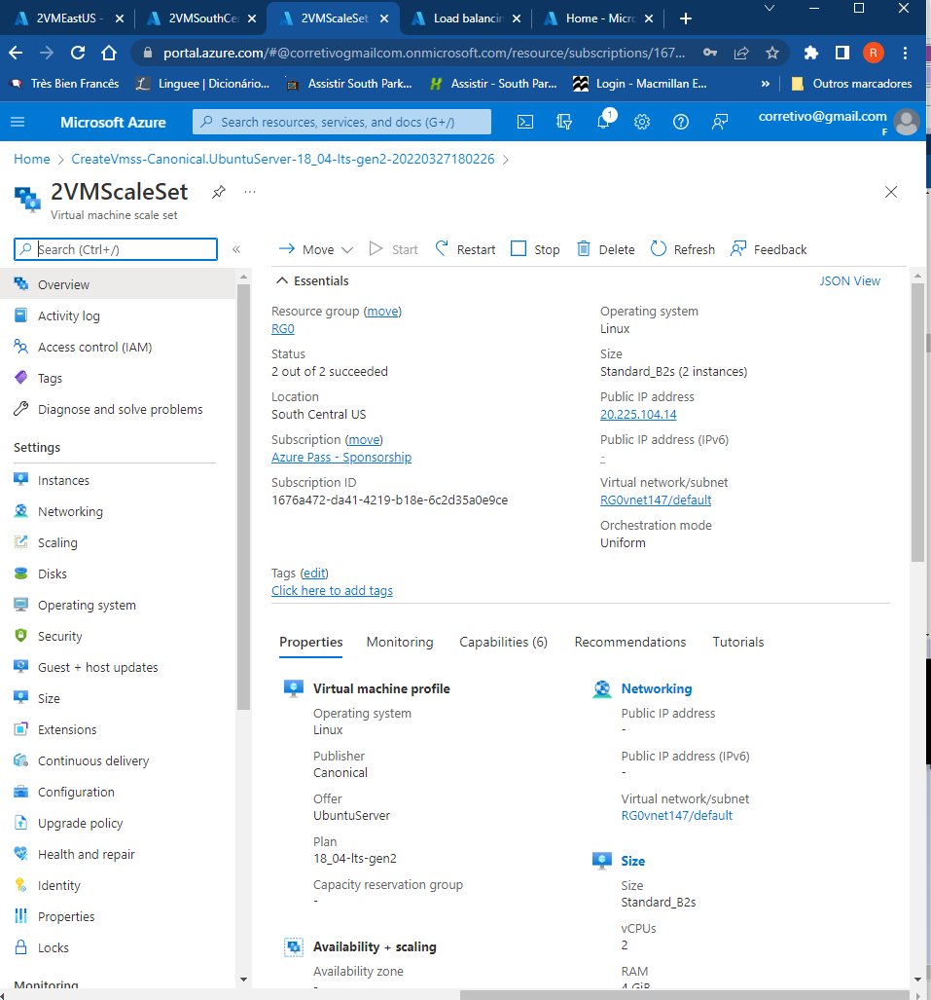 2VMEastUS -
2VMSouthCe
2VMScaleSet
Load balancin
Home - Micro
portal.azure.com/#@corretivogmailcom.onmicrosoft.com/resource/subscriptions/167...
R
Très Bien Francês
Linguee | Dicionário...
Assistir South Park...
Assistir - South Par...
Login - Macmillan E...
»
Outros marcadores
Microsoft Azure
Search resources, services, and docs (G+/)
1
corretivo@gmail.com
F
Home > CreateVmss-Canonical.UbuntuServer-18_04-lts-gen2-20220327180226 >
2VMScaleSet
...
Virtual machine scale set
Search (Ctrl+/)
«
Overview
Activity log
Access control (IAM)
Tags
Diagnose and solve problems
Settings
Instances
Networking
Scaling
Disks
Operating system
Security
Guest + host updates
Size
Extensions
Continuous delivery
Configuration
Upgrade policy
Health and repair
Identity
Properties
Locks
Monitoring
Move
Start
Restart
Stop
Delete
Refresh
Feedback
Essentials
JSON View
Resource group (move)
RG0
Status
2 out of 2 succeeded
Location
South Central US
Subscription (move)
Azure Pass - Sponsorship
Subscription ID
1676a472-da41-4219-b18e-6c2d35a0e9ce
Operating system
Linux
Size
Standard_B2s (2 instances)
Public IP address
20.225.104.14
Public IP address (IPv6)
-
Virtual network/subnet
RG0vnet147/default
Orchestration mode
Uniform
Tags (edit)
Click here to add tags
Properties
Monitoring
Capabilities (6)
Recommendations
Tutorials
Virtual machine profile
Operating system
Linux
Publisher
Canonical
Offer
UbuntuServer
Plan
18_04-lts-gen2
Capacity reservation group
-
Availability + scaling
Availability zone
-
Networking
Public IP address
-
Public IP address (IPv6)
-
Virtual network/subnet
RG0vnet147/default
Size
Size
Standard_B2s
vCPUs
2
RAM
4 GiB